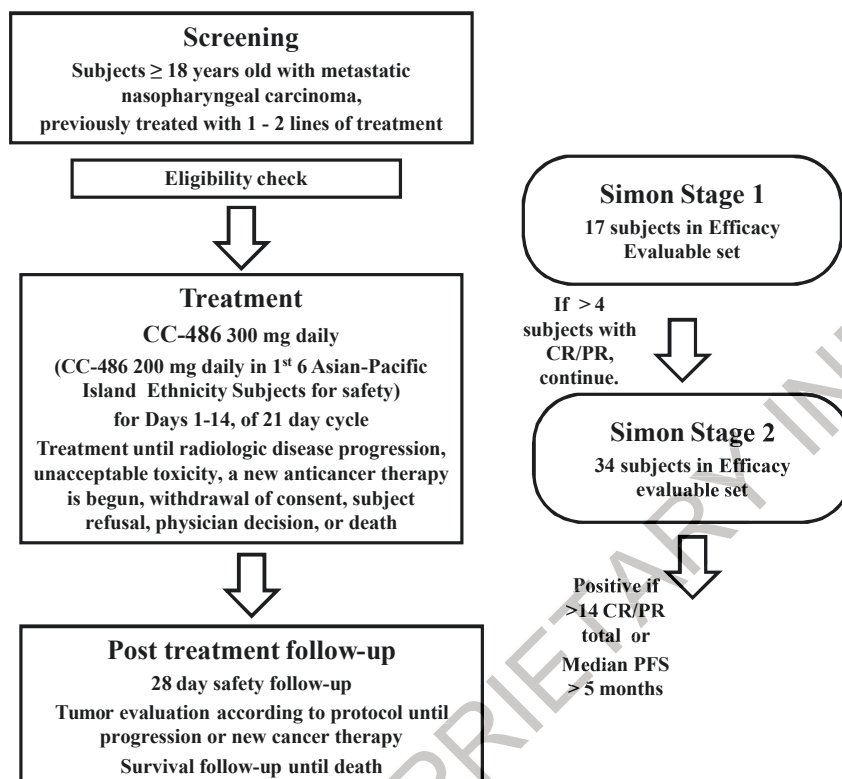 Screening
Subjects ≥ 18 years old with metastatic
nasopharyngeal carcinoma,
previously treated with 1 - 2 lines of treatment
Eligibility check
Treatment
CC-486 300 mg daily
(CC-486 200 mg daily in 1st 6 Asian-Pacific
Island Ethnicity Subjects for safety)
for Days 1-14, of 21 day cycle
Treatment until radiologic disease progression,
unacceptable toxicity, a new anticancer therapy
is begun, withdrawal of consent, subject
refusal, physician decision, or death
Post treatment follow-up
28 day safety follow-up
Tumor evaluation according to protocol until
progression or new cancer therapy
Survival follow-up until death
Simon Stage 1
17 subjects in Efficacy
Evaluable set
If > 4
subjects with
CR/PR,
continue.
Simon Stage 2
34 subjects in Efficacy
evaluable set
Positive if
>14 CR/PR
total or
Median PFS
> 5 months